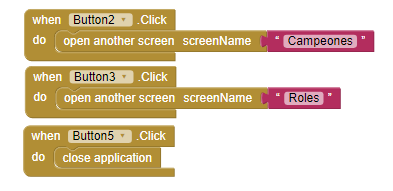 when Button2 .Click
do open another screen screenName " Campeones "
when Button3 .Click
do open another screen screenName " Roles "
when Button5 .Click
do close application